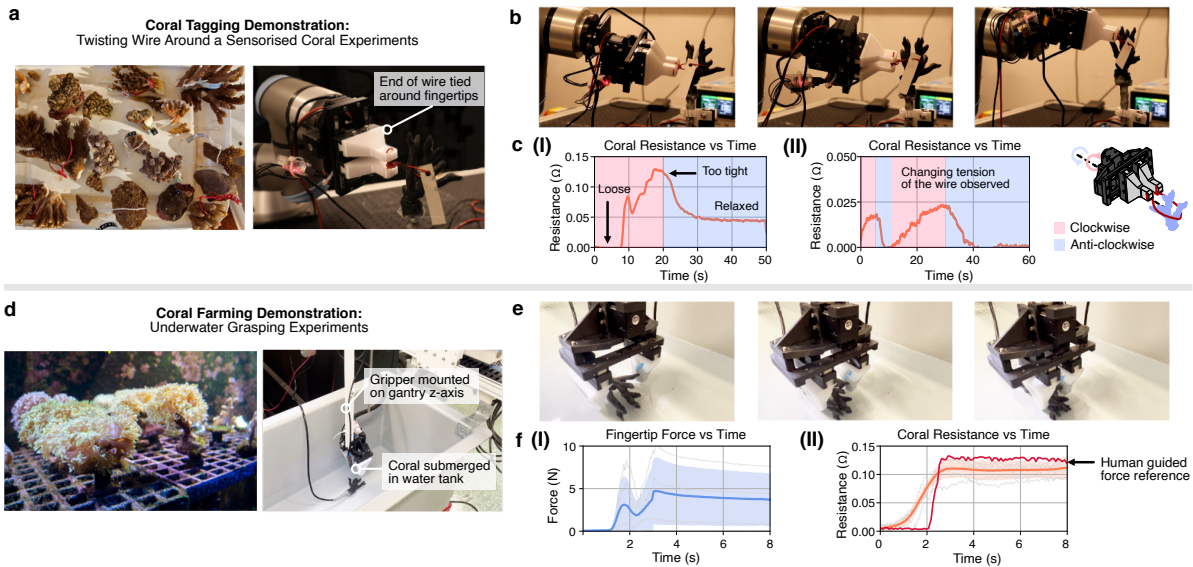 a
Coral Tagging Demonstration:
Twisting Wire Around a Sensorised Coral Experiments
End of wire tied
around fingertips
b
c (I)
Coral Resistance vs Time
Resistance (Ω)
0.15
0.10
0.05
0.00
Loose
Too tight
Relaxed
0 10 20 30 40 50
Time (s)
(II)
Coral Resistance vs Time
Resistance (Ω)
0.050
0.025
0.000
Changing tension
of the wire observed
0 20 40 60
Time (s)
Clockwise
Anti-clockwise
d
Coral Farming Demonstration:
Underwater Grasping Experiments
Gripper mounted
on gantry z-axis
Coral submerged
in water tank
e
f (I)
Fingertip Force vs Time
Force (N)
10
5
0
2 4 6 8
Time (s)
(II)
Coral Resistance vs Time
Resistance (Ω)
0.15
0.10
0.05
0.00
0 2 4 6 8
Time (s)
Human guided
force reference